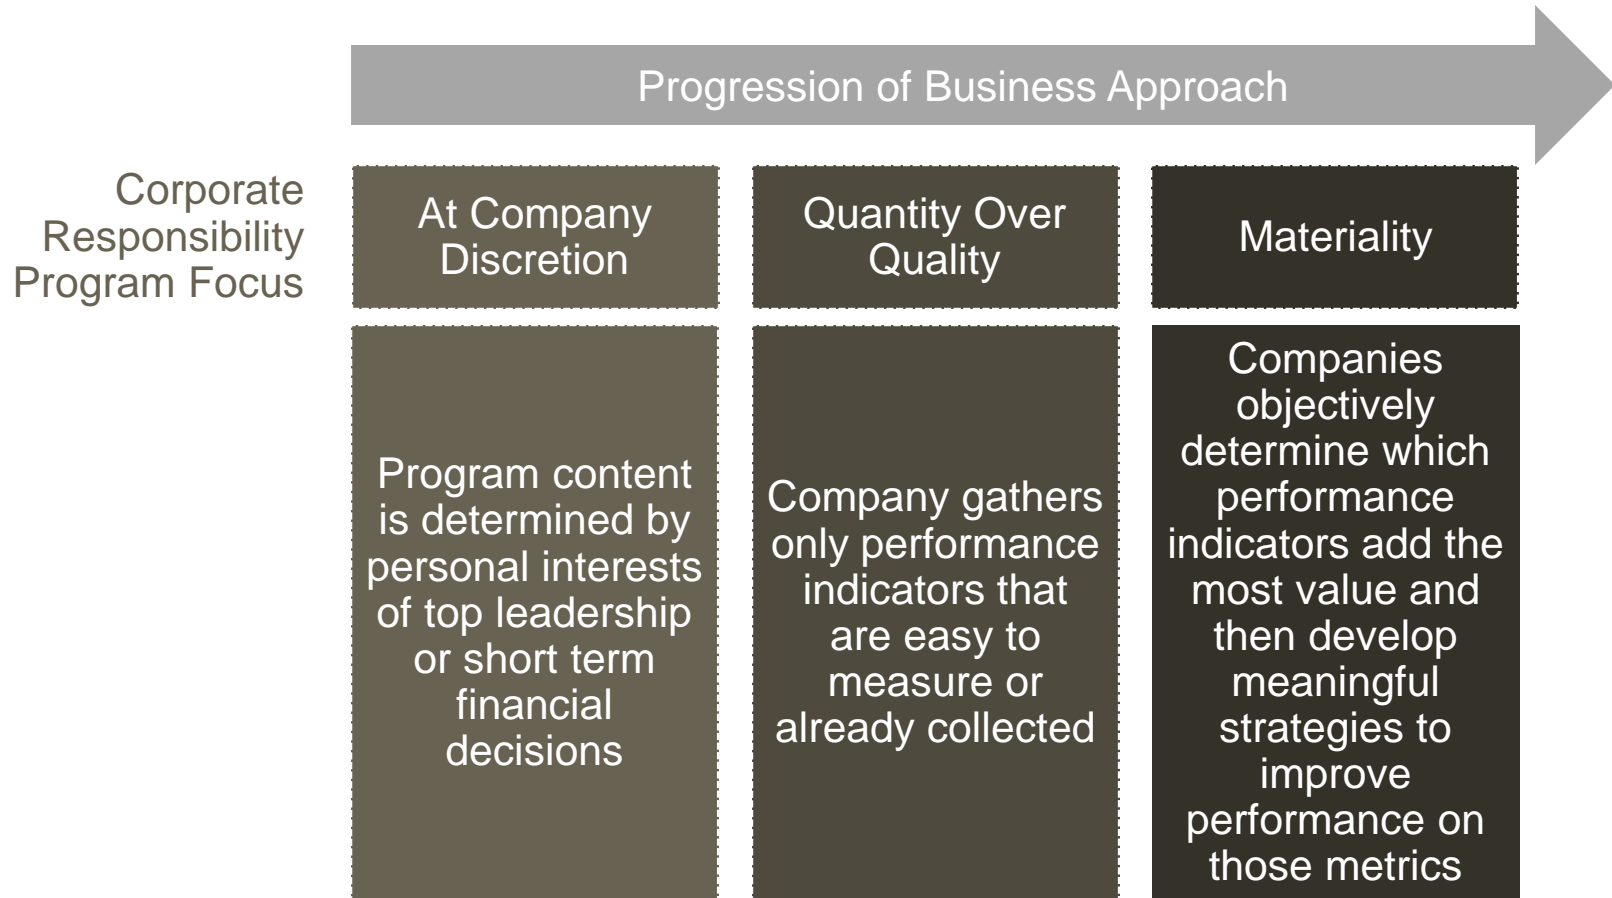 Progression of Business Approach
Corporate
Responsibility
Program Focus
At Company
Discretion
Quantity Over
Quality
Materiality
Program content
is determined by
personal interests
of top leadership
or short term
financial
decisions
Company gathers
only performance
indicators that
are easy to
measure or
already collected
Companies
objectively
determine which
performance
indicators add the
most value and
then develop
meaningful
strategies to
improve
performance on
those metrics